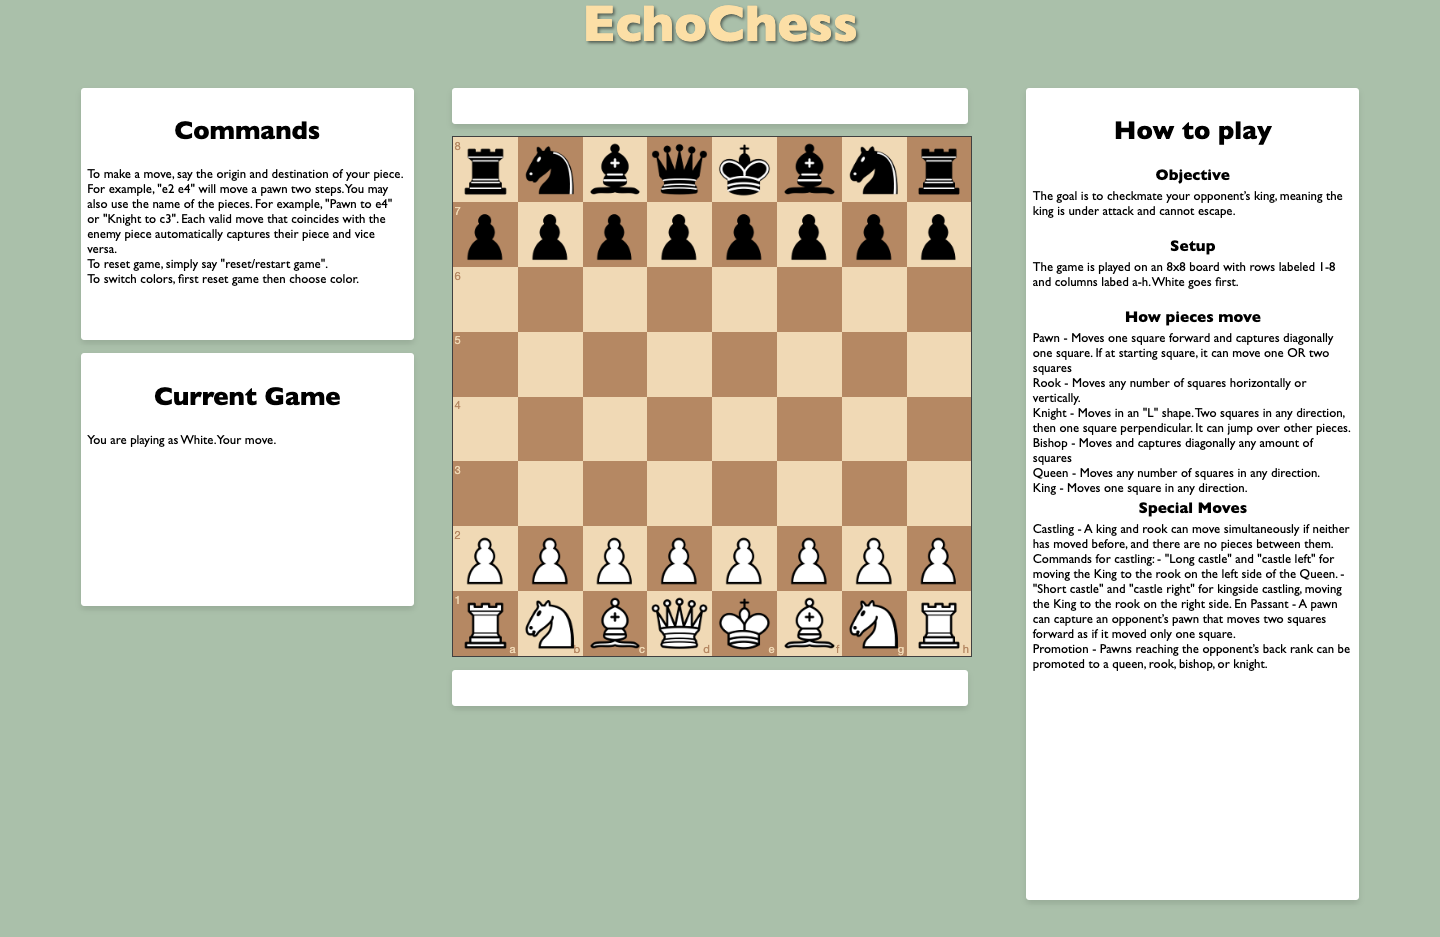 EchoChess
Commands
To make a move, say the origin and destination of your piece.
For example, "e2 e4" will move a pawn two steps. You may
also use the name of the pieces. For example, "Pawn to e4"
or "Knight to c3". Each valid move that coincides with the
enemy piece automatically captures their piece and vice
versa.
To reset game, simply say "reset/restart game".
To switch colors, first reset game then choose color.
Current Game
You are playing as White. Your move.
8
7
6
5
4
3
2
1
a
b
c
d
e
f
g
h
How to play
Objective
The goal is to checkmate your opponent's king, meaning the
king is under attack and cannot escape.
Setup
The game is played on an 8x8 board with rows labeled 1-8
and columns labed a-h. White goes first.
How pieces move
Pawn - Moves one square forward and captures diagonally
one square. If at starting square, it can move one OR two
squares
Rook - Moves any number of squares horizontally or
vertically.
Knight - Moves in an "L" shape. Two squares in any direction,
then one square perpendicular. It can jump over other pieces.
Bishop - Moves and captures diagonally any amount of
squares
Queen - Moves any number of squares in any direction.
King - Moves one square in any direction.
Special Moves
Castling - A king and rook can move simultaneously if neither
has moved before, and there are no pieces between them.
Commands for castling: - "Long castle" and "castle left" for
moving the King to the rook on the left side of the Queen. -
"Short castle" and "castle right" for kingside castling, moving
the King to the rook on the right side. En Passant - A pawn
can capture an opponent's pawn that moves two squares
forward as if it moved only one square.
Promotion - Pawns reaching the opponent's back rank can be
promoted to a queen, rook, bishop, or knight.